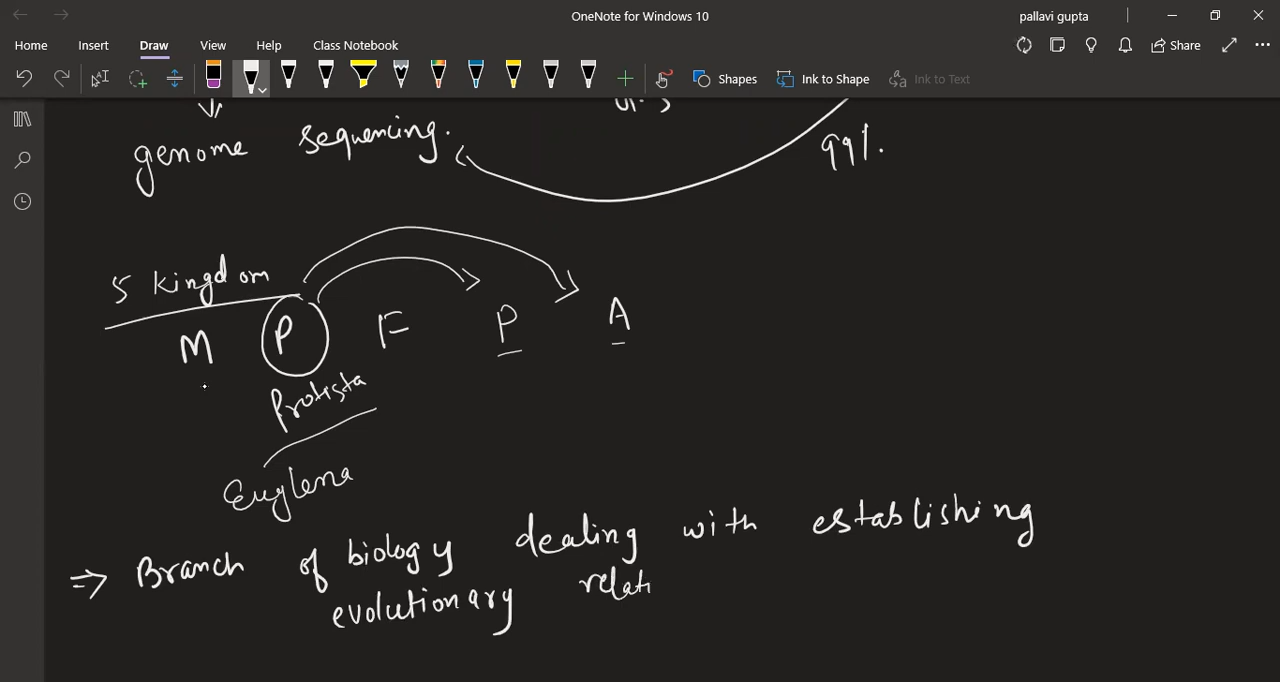 OneNote for Windows 10
pallavi gupta
Home Insert Draw View Help Class Notebook
Share
Shapes Ink to Shape Ink to Text
genome sequencing.
99%.
5 kingdom
M P F P A
Protista
Euglena
⇒ Branch of biology dealing with establishing
evolutionary relati